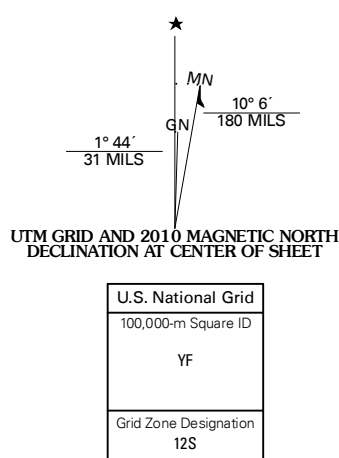 ★
MN
10° 6´
180 MILS
GN
1° 44´
31 MILS
UTM GRID AND 2010 MAGNETIC NORTH
DECLINATION AT CENTER OF SHEET
U.S. National Grid
100,000-m Square ID
YF
Grid Zone Designation
12S